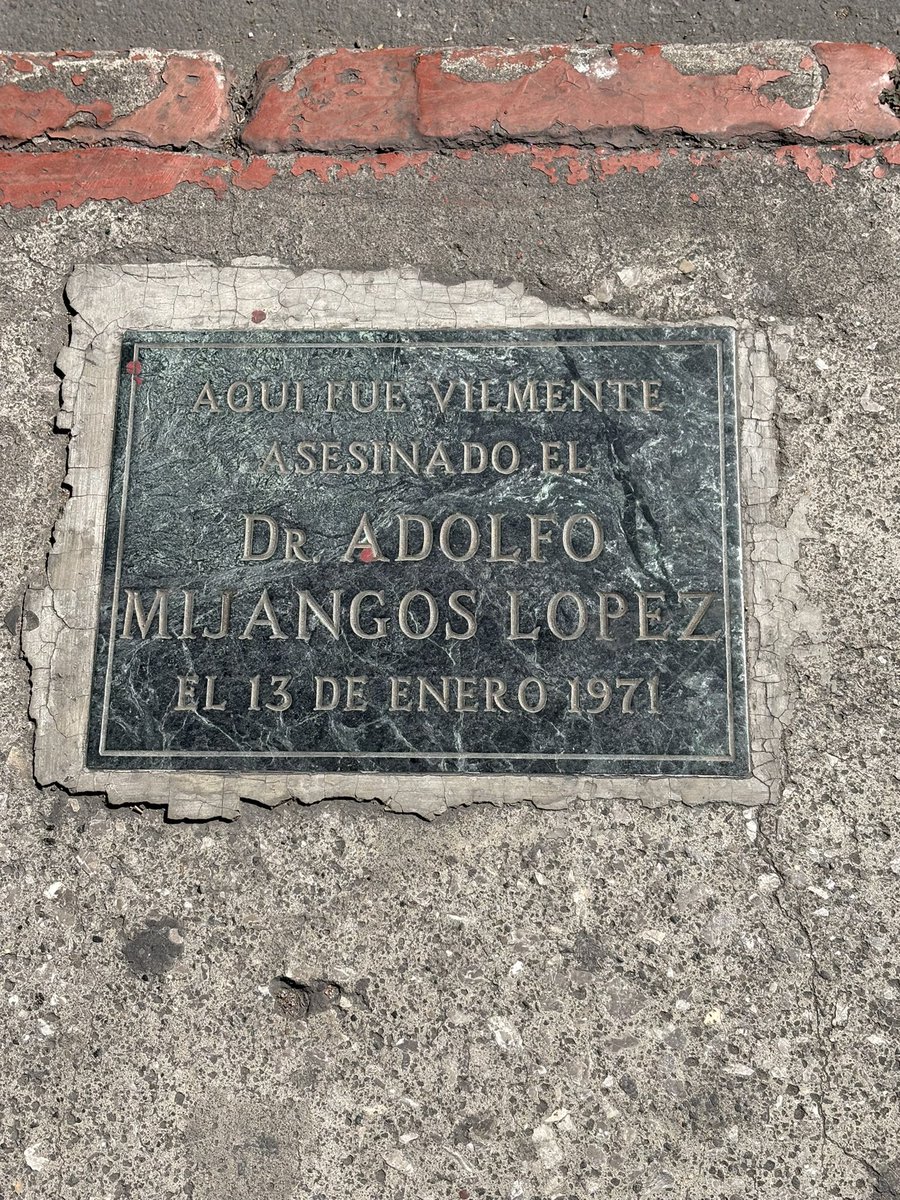 AQUI FUE VILMENTE
ASESINADO EL
DR. ADOLFO
MIJANGOS LOPEZ
EL 13 DE ENERO 1971